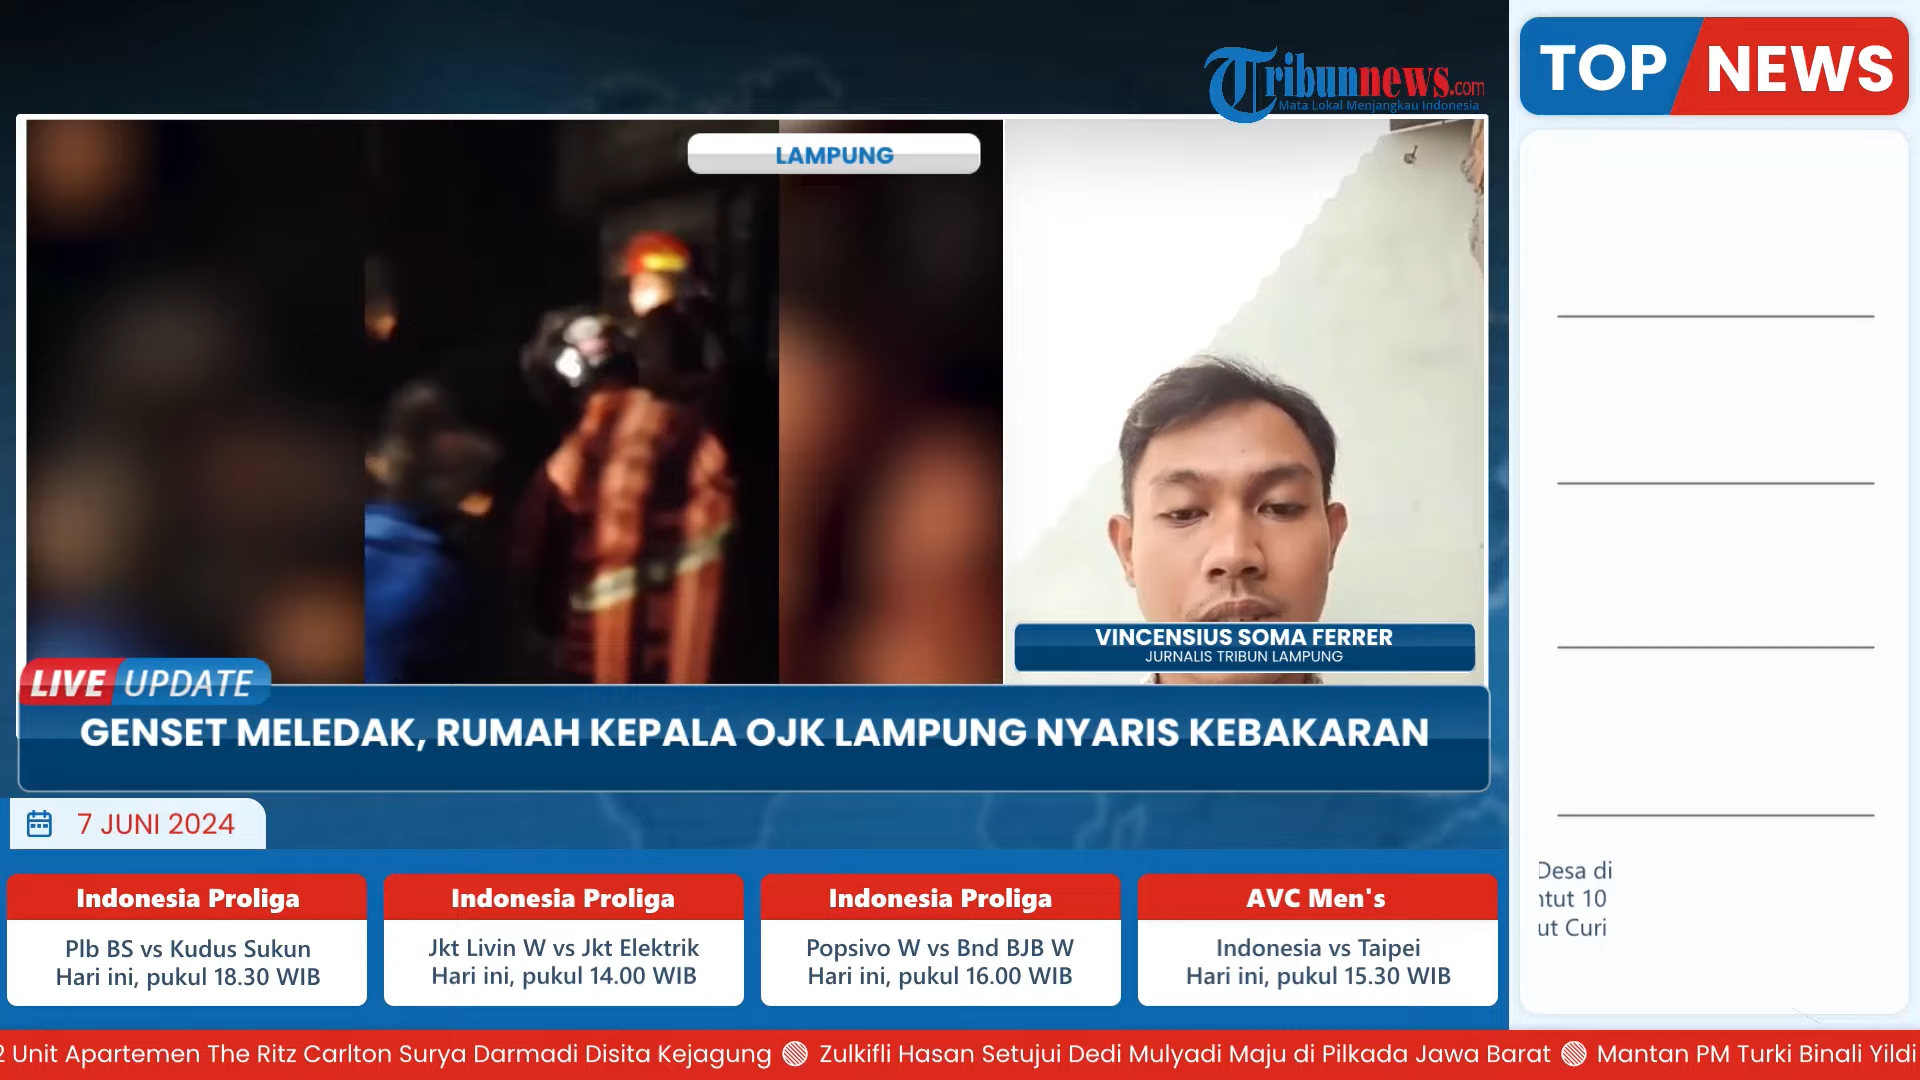 Tribunnews.com
Mata Lokal Menjangkau Indonesia
TOP NEWS
LAMPUNG
VINCENSIUS SOMA FERRER
JURNALIS TRIBUN LAMPUNG
LIVE UPDATE
GENSET MELEDAK, RUMAH KEPALA OJK LAMPUNG NYARIS KEBAKARAN
7 JUNI 2024
Desa di
10
Curi
Indonesia Proliga
Plb BS vs Kudus Sukun
Hari ini, pukul 18.30 WIB
Indonesia Proliga
Jkt Livin W vs Jkt Elektrik
Hari ini, pukul 14.00 WIB
Indonesia Proliga
Popsivo W vs Bnd BJB W
Hari ini, pukul 16.00 WIB
AVC Men's
Indonesia vs Taipei
Hari ini, pukul 15.30 WIB
2 Unit Apartemen The Ritz Carlton Surya Darmadi Disita Kejagung Zulkifli Hasan Setujui Dedi Mulyadi Maju di Pilkada Jawa Barat Mantan PM Turki Binali Yildi